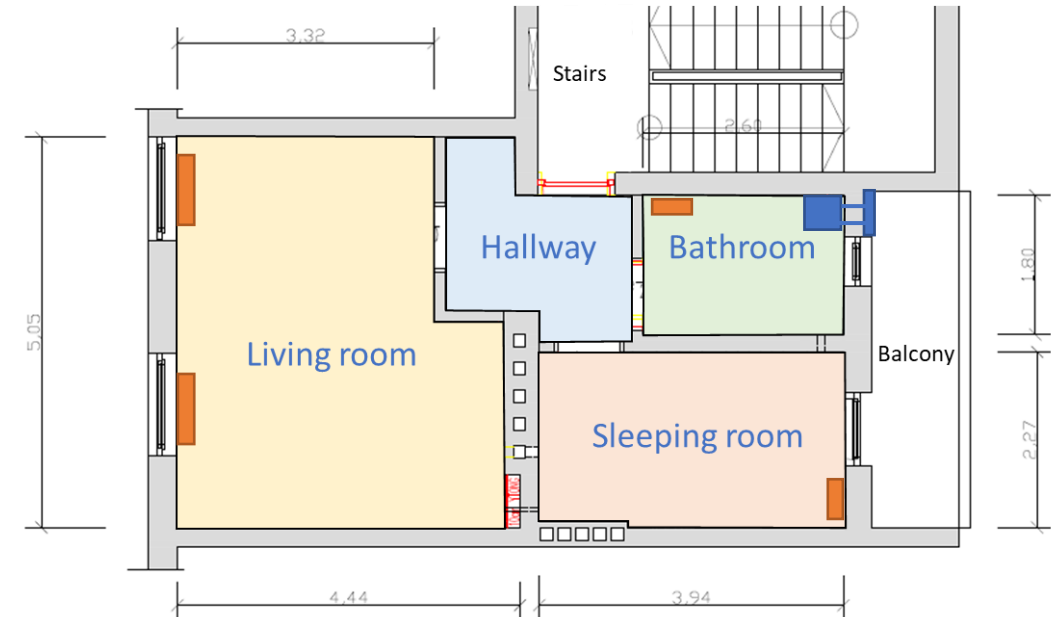 3,32
Stairs
2,60
Hallway
Bathroom
1,80
5,05
Living room
Balcony
Sleeping room
2,27
4,44
3,94